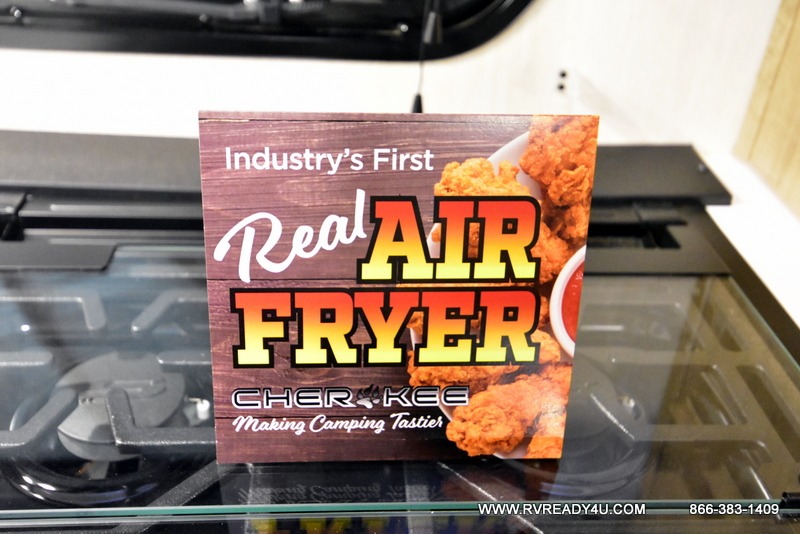 Industry's First
Real AIR
FRYER
CHEROKEE
Making Camping Tastier
WWW.RVREADY4U.COM 866-383-1409